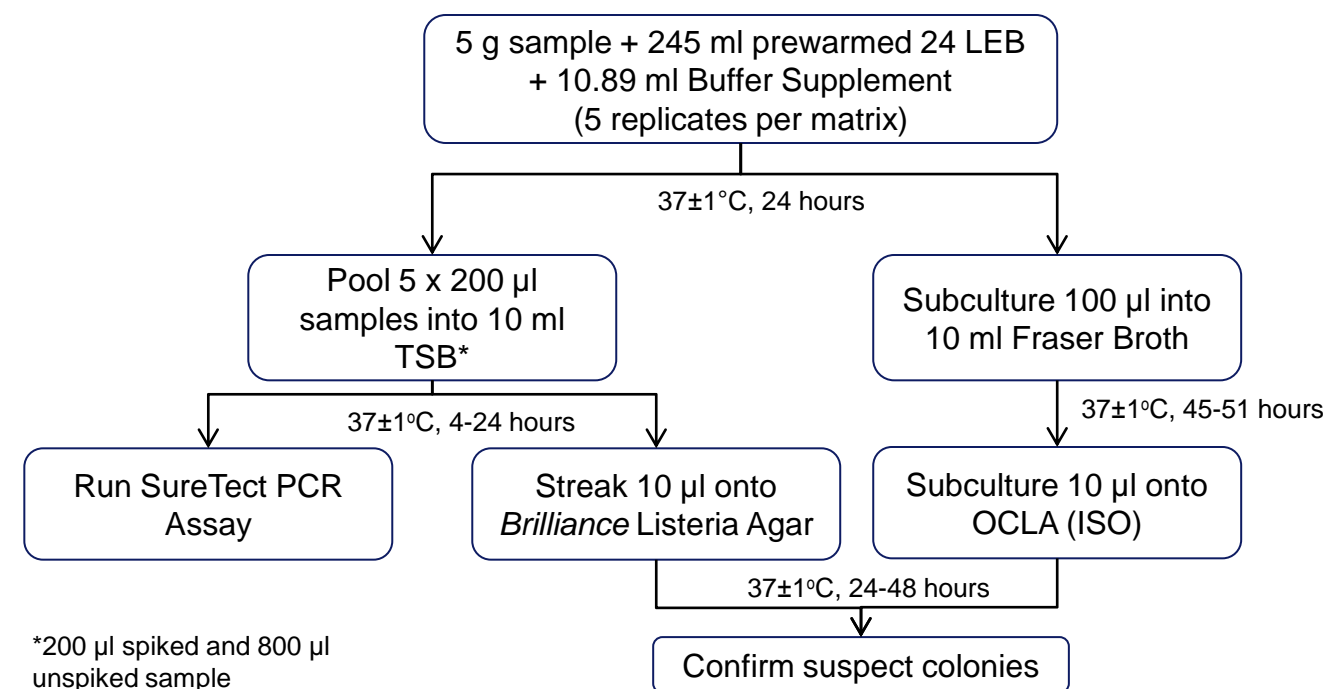 5 g sample + 245 ml prewarmed 24 LEB
+ 10.89 ml Buffer Supplement
(5 replicates per matrix)
37±1°C, 24 hours
Pool 5 x 200 µl
samples into 10 ml
TSB*
Subculture 100 µl into
10 ml Fraser Broth
37±1ºC, 4-24 hours
37±1ºC, 45-51 hours
Run SureTect PCR
Assay
Streak 10 µl onto
Brilliance Listeria Agar
Subculture 10 µl onto
OCLA (ISO)
37±1ºC, 24-48 hours
*200 µl spiked and 800 µl
unspiked sample
Confirm suspect colonies